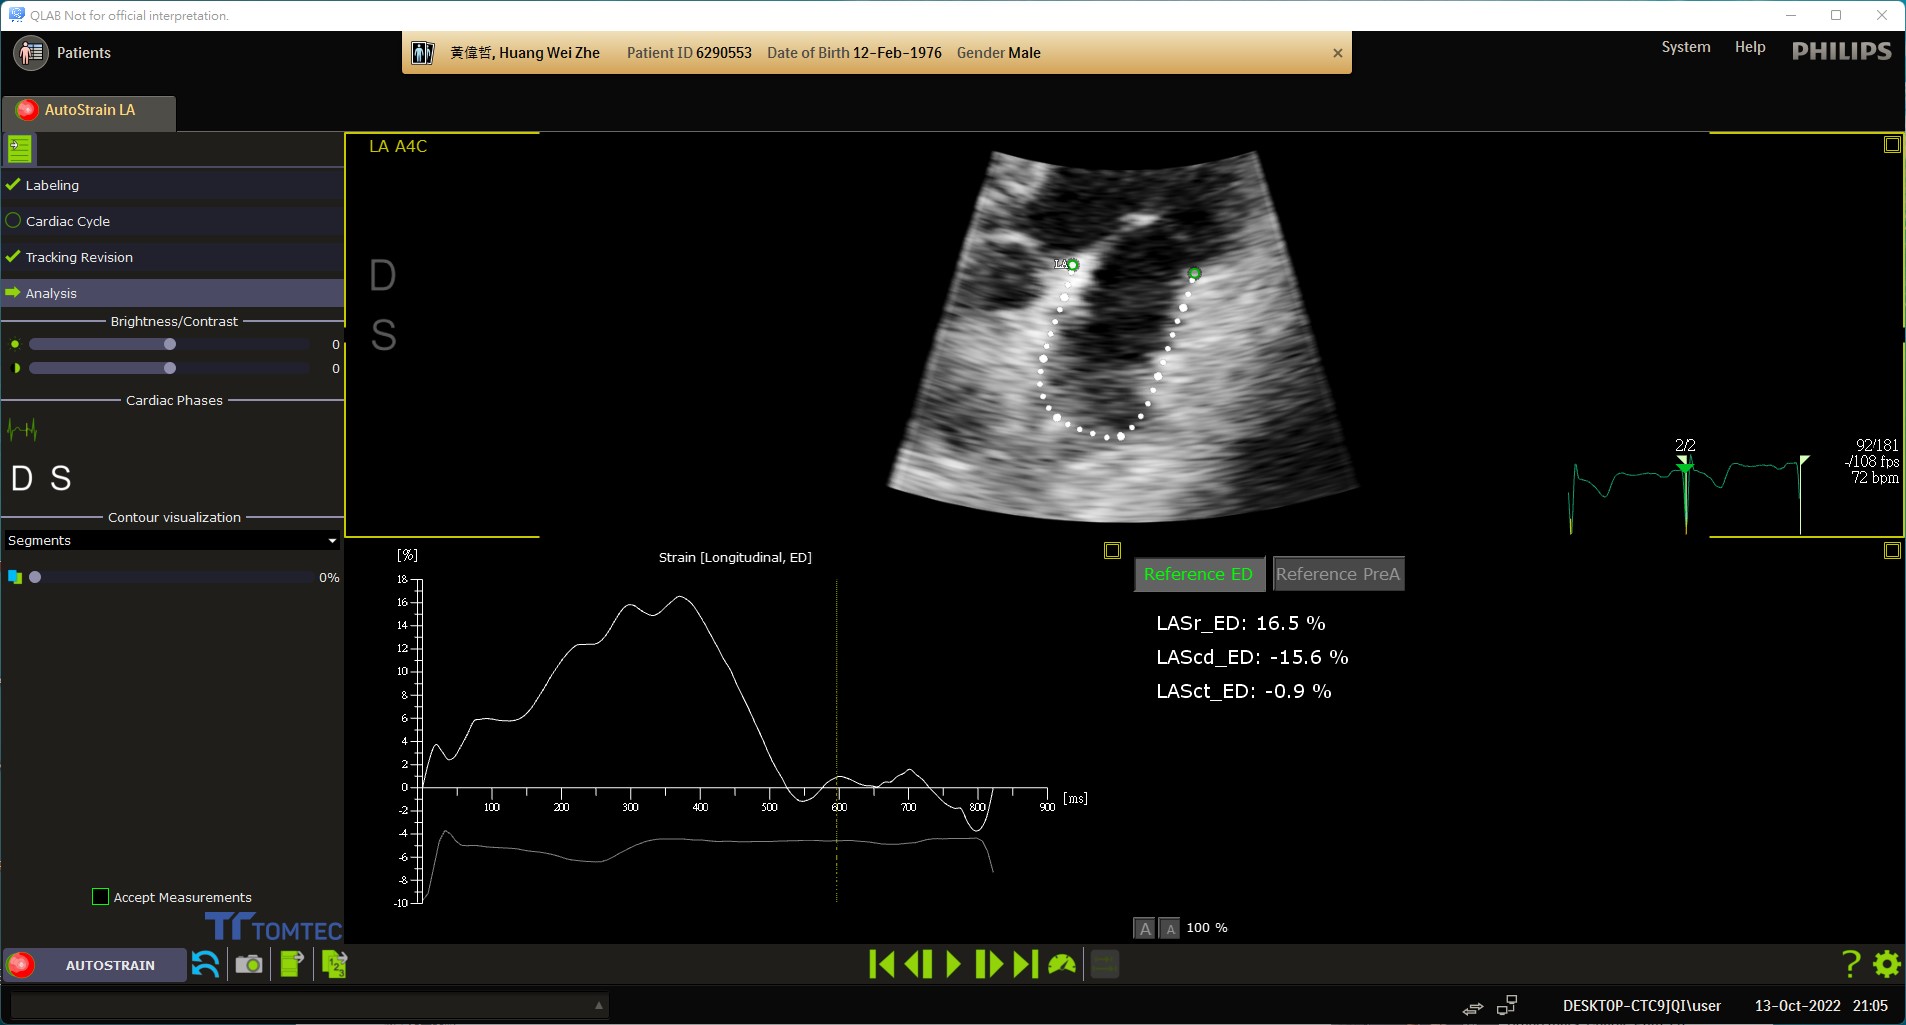 QLAB Not for official interpretation.
Patients
黃偉哲, Huang Wei Zhe Patient ID 6290553 Date of Birth 12-Feb-1976 Gender Male
System Help PHILIPS
AutoStrain LA
Labeling
Cardiac Cycle
Tracking Revision
Analysis
Brightness/Contrast
0
0
Cardiac Phases
D S
Contour visualization
Segments
0%
Accept Measurements
TOMTEC
LA A4C
D
S
LA
2/2
92/181
-/108 fps
72 bpm
[%]
Strain [Longitudinal, ED]
18
16
14
12
10
8
6
4
2
0
-2
-4
-6
-8
-10
100 200 300 400 500 600 700 800 900 [ms]
Reference ED Reference PreA
LASr_ED: 16.5 %
LAScd_ED: -15.6 %
LASct_ED: -0.9 %
A A 100 %
AUTOSTRAIN
1 2 3
?
DESKTOP-CTC9JQI\user 13-Oct-2022 21:05